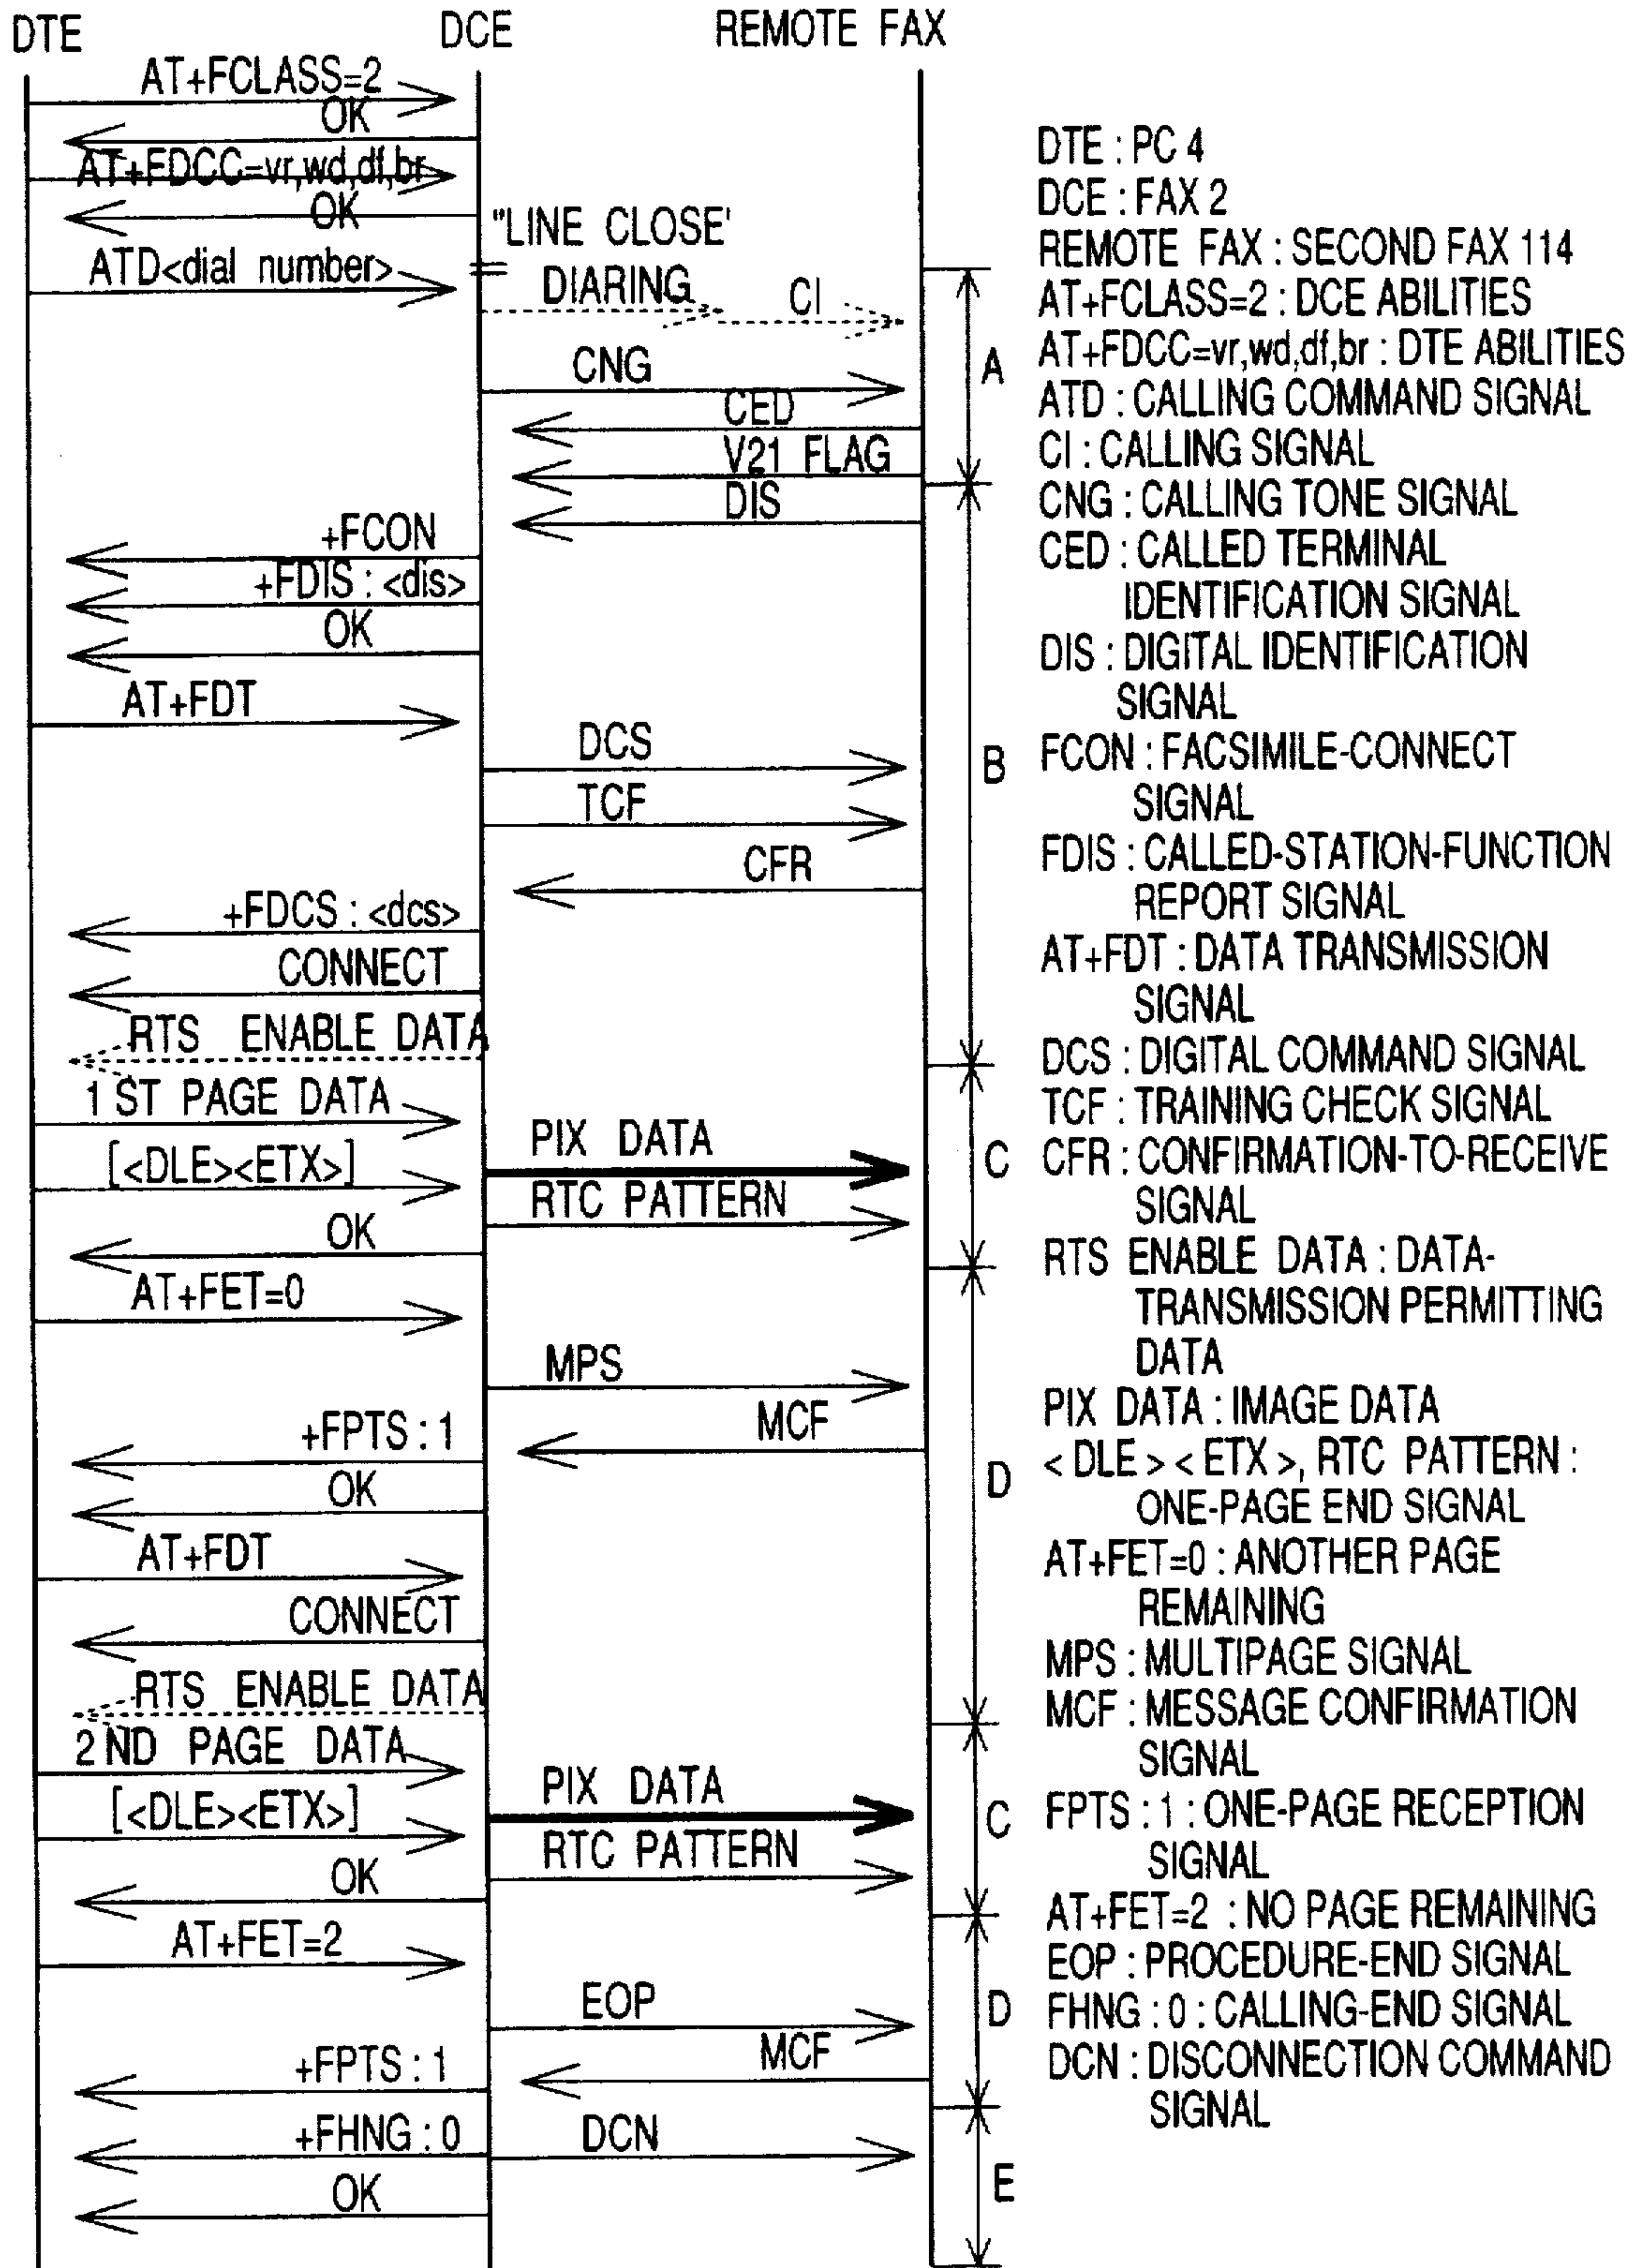 DTE DCE REMOTE FAX
AT+FCLASS=2
OK
AT+FDCC=vr,wd,df,br
OK
"LINE CLOSE'
ATD<dial number>
DIARING
CI
A
CNG
CED
V21 FLAG
DIS
+FCON
+FDIS : <dis>
OK
AT+FDT
DCS
B
TCF
CFR
+FDCS : <dcs>
CONNECT
RTS ENABLE DATA
1 ST PAGE DATA
PIX DATA
[<DLE><ETX>]
C
RTC PATTERN
OK
AT+FET=0
MPS
MCF
+FPTS : 1
D
OK
AT+FDT
CONNECT
RTS ENABLE DATA
2 ND PAGE DATA
PIX DATA
[<DLE><ETX>]
C
RTC PATTERN
OK
AT+FET=2
EOP
D
MCF
+FPTS : 1
+FHNG : 0
DCN
E
OK
DTE : PC 4
DCE : FAX 2
REMOTE FAX : SECOND FAX 114
AT+FCLASS=2 : DCE ABILITIES
AT+FDCC=vr,wd,df,br : DTE ABILITIES
ATD : CALLING COMMAND SIGNAL
CI : CALLING SIGNAL
CNG : CALLING TONE SIGNAL
CED : CALLED TERMINAL
IDENTIFICATION SIGNAL
DIS : DIGITAL IDENTIFICATION
SIGNAL
FCON : FACSIMILE-CONNECT
SIGNAL
FDIS : CALLED-STATION-FUNCTION
REPORT SIGNAL
AT+FDT : DATA TRANSMISSION
SIGNAL
DCS : DIGITAL COMMAND SIGNAL
TCF : TRAINING CHECK SIGNAL
CFR : CONFIRMATION-TO-RECEIVE
SIGNAL
RTS ENABLE DATA : DATA-
TRANSMISSION PERMITTING
DATA
PIX DATA : IMAGE DATA
< DLE > < ETX >, RTC PATTERN :
ONE-PAGE END SIGNAL
AT+FET=0 : ANOTHER PAGE
REMAINING
MPS : MULTIPAGE SIGNAL
MCF : MESSAGE CONFIRMATION
SIGNAL
FPTS : 1 : ONE-PAGE RECEPTION
SIGNAL
AT+FET=2 : NO PAGE REMAINING
EOP : PROCEDURE-END SIGNAL
FHNG : 0 : CALLING-END SIGNAL
DCN : DISCONNECTION COMMAND
SIGNAL